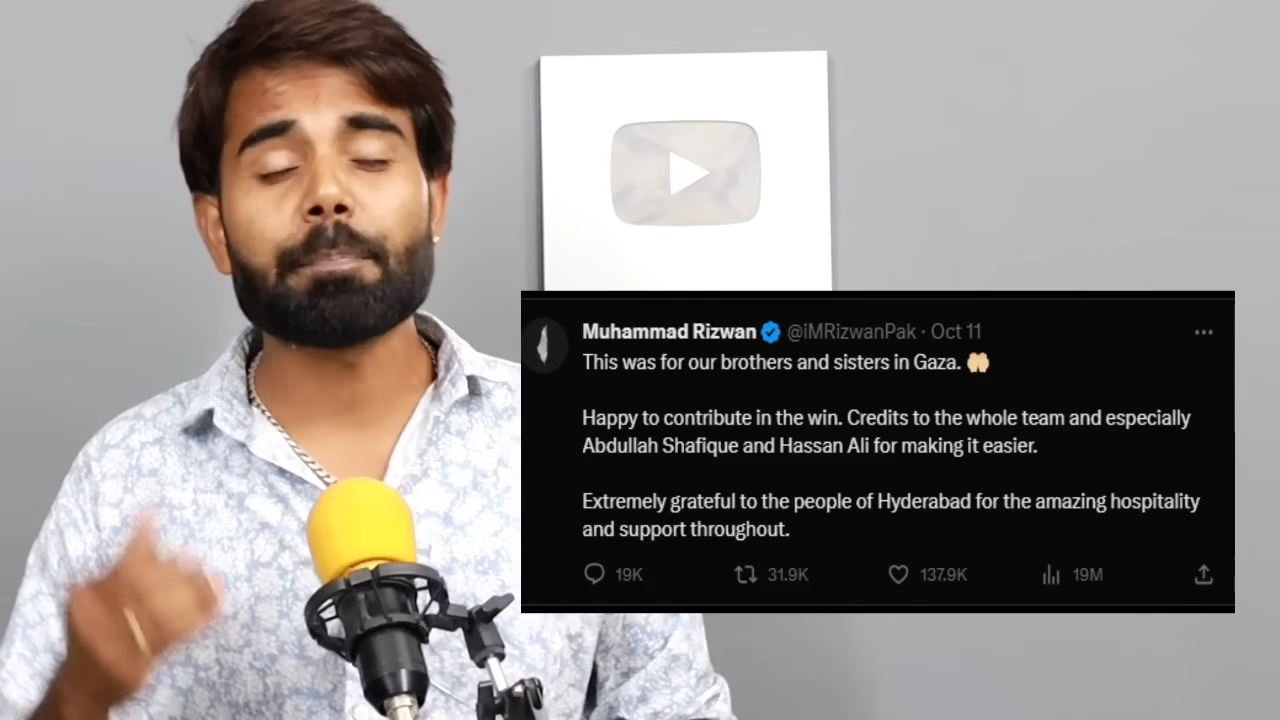 Muhammad Rizwan @iMRizwanPak · Oct 11
This was for our brothers and sisters in Gaza. 🤲🏼
Happy to contribute in the win. Credits to the whole team and especially
Abdullah Shafique and Hassan Ali for making it easier.
Extremely grateful to the people of Hyderabad for the amazing hospitality
and support throughout.
19K 31.9K 137.9K 19M